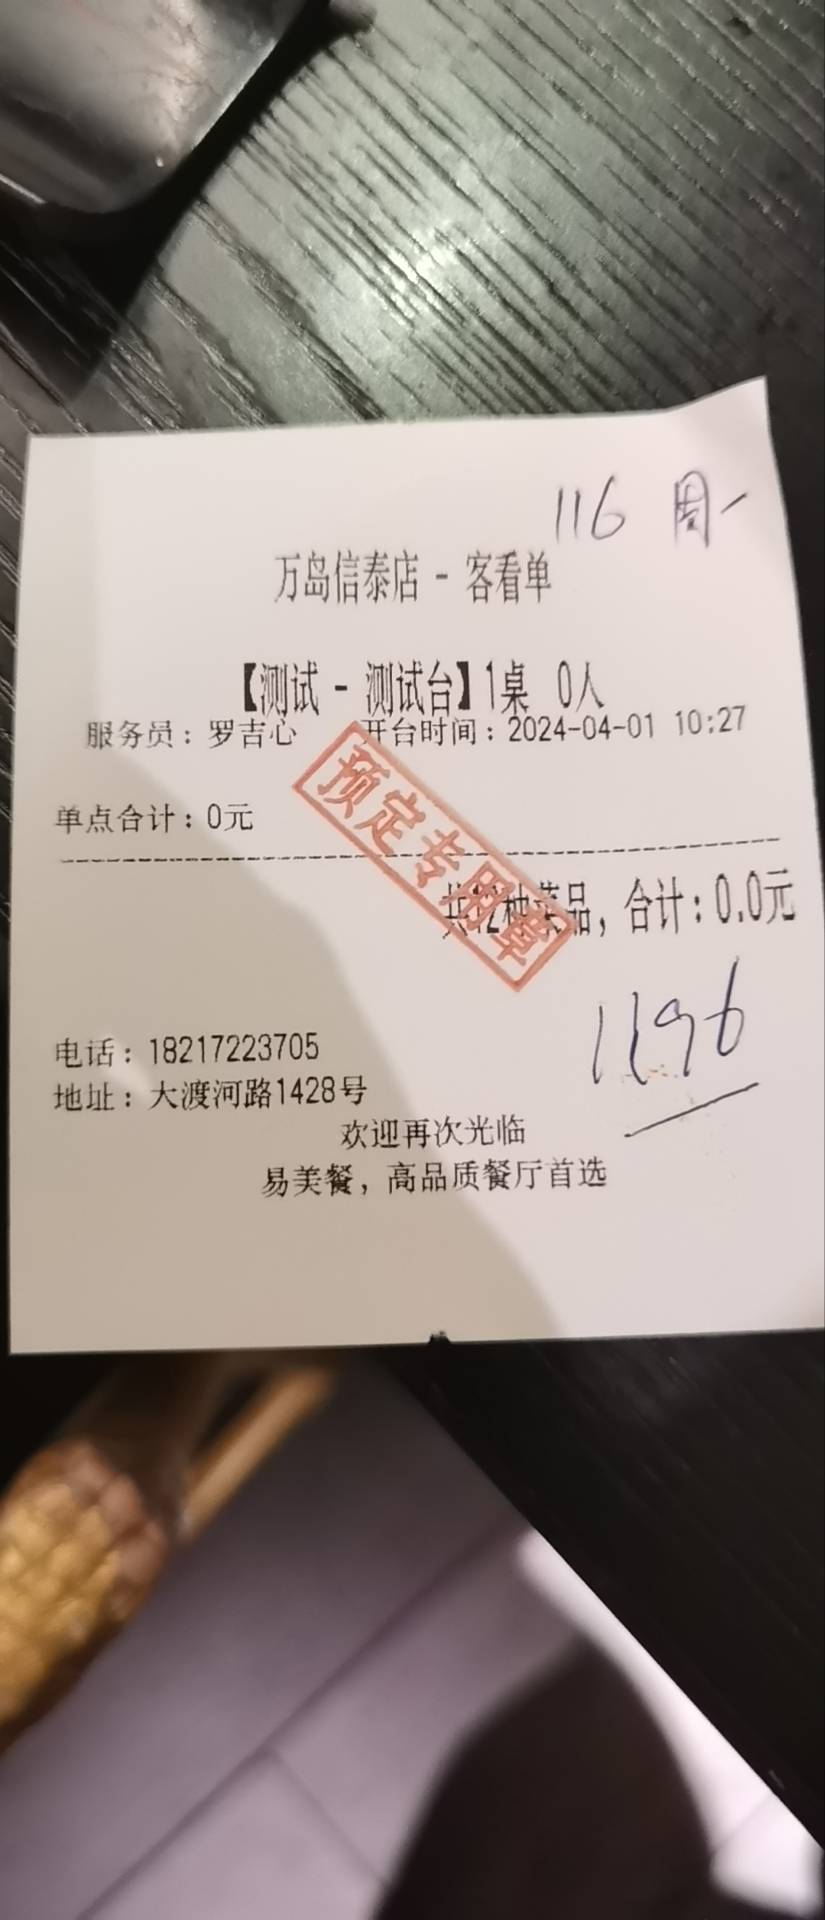 116 周一
万岛信泰店 - 客看单
【测试 - 测试台】1桌 0人
服务员：罗吉心 开台时间：2024-04-01 10:27
单点合计：0元
预定专用章
共12种菜品，合计：0.0元
1196
电话：18217223705
地址：大渡河路1428号
欢迎再次光临
易美餐，高品质餐厅首选